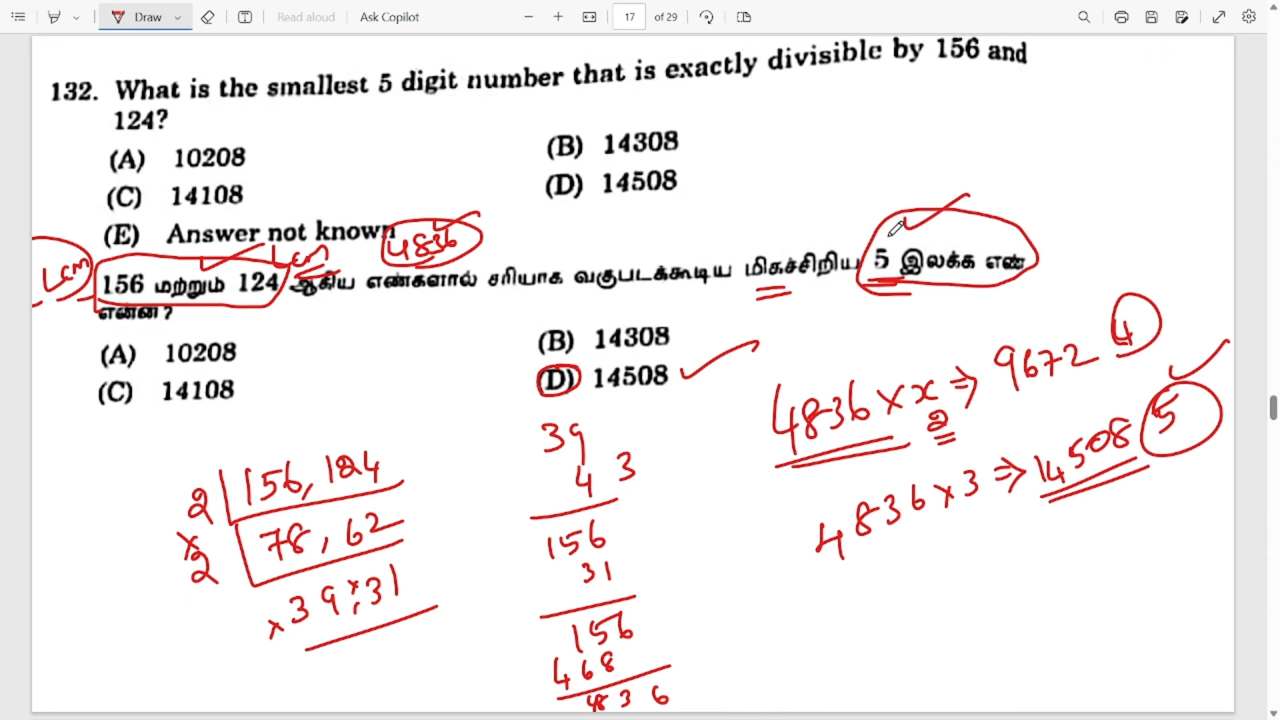 Draw
Read aloud
Ask Copilot
17
of 29
132. What is the smallest 5 digit number that is exactly divisible by 156 and
124?
(A) 10208
(B) 14308
(C) 14108
(D) 14508
(E) Answer not known
4836
Lcm
Lcm
156 மற்றும் 124 ஆகிய எண்களால் சரியாக வகுபடக்கூடிய மிகச்சிறிய 5 இலக்க எண்
என்ன?
(A) 10208
(B) 14308
(C) 14108
(D) 14508
4836 × x ⇒ 9672 4
2
4836 × 3 ⇒ 14508 5
2 156, 124
×
2 78, 62
× 39 × 31
39
4 3
156
31
156
468
4836